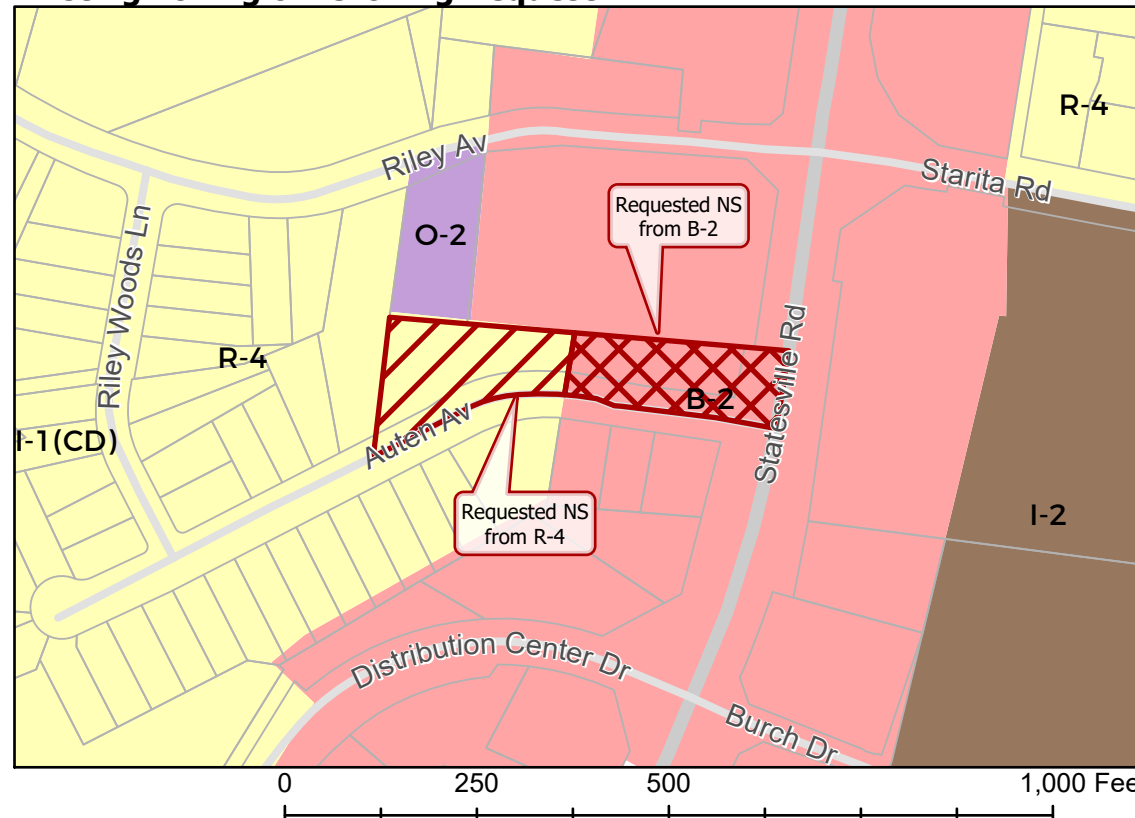 R-4
Riley Av
Starita Rd
Requested NS
from B-2
O-2
Riley Woods Ln
R-4
Statesville Rd
B-2
I-1(CD)
Auten Av
Requested NS
from R-4
I-2
Distribution Center Dr
Burch Dr
0 250 500 1,000 Fee